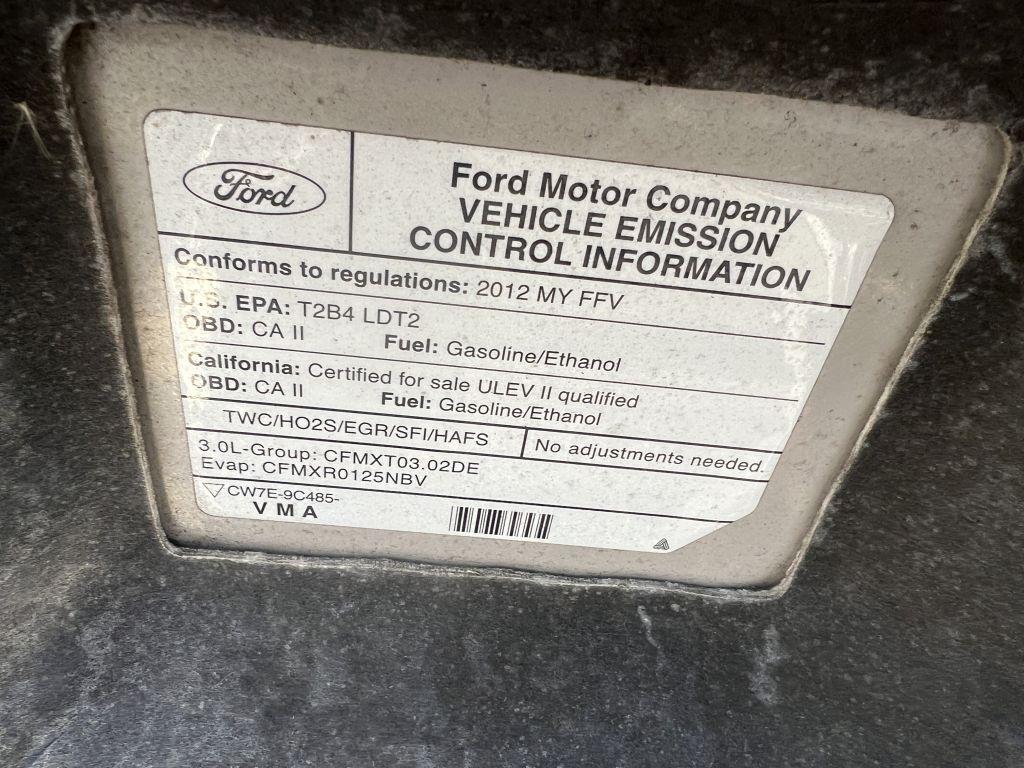 Ford
Ford Motor Company
VEHICLE EMISSION
CONTROL INFORMATION
Conforms to regulations: 2012 MY FFV
U.S. EPA: T2B4 LDT2
OBD: CA II Fuel: Gasoline/Ethanol
California: Certified for sale ULEV II qualified
OBD: CA II Fuel: Gasoline/Ethanol
TWC/HO2S/EGR/SFI/HAFS No adjustments needed.
3.0L-Group: CFMXT03.02DE
Evap: CFMXR0125NBV
CW7E-9C485-
V M A